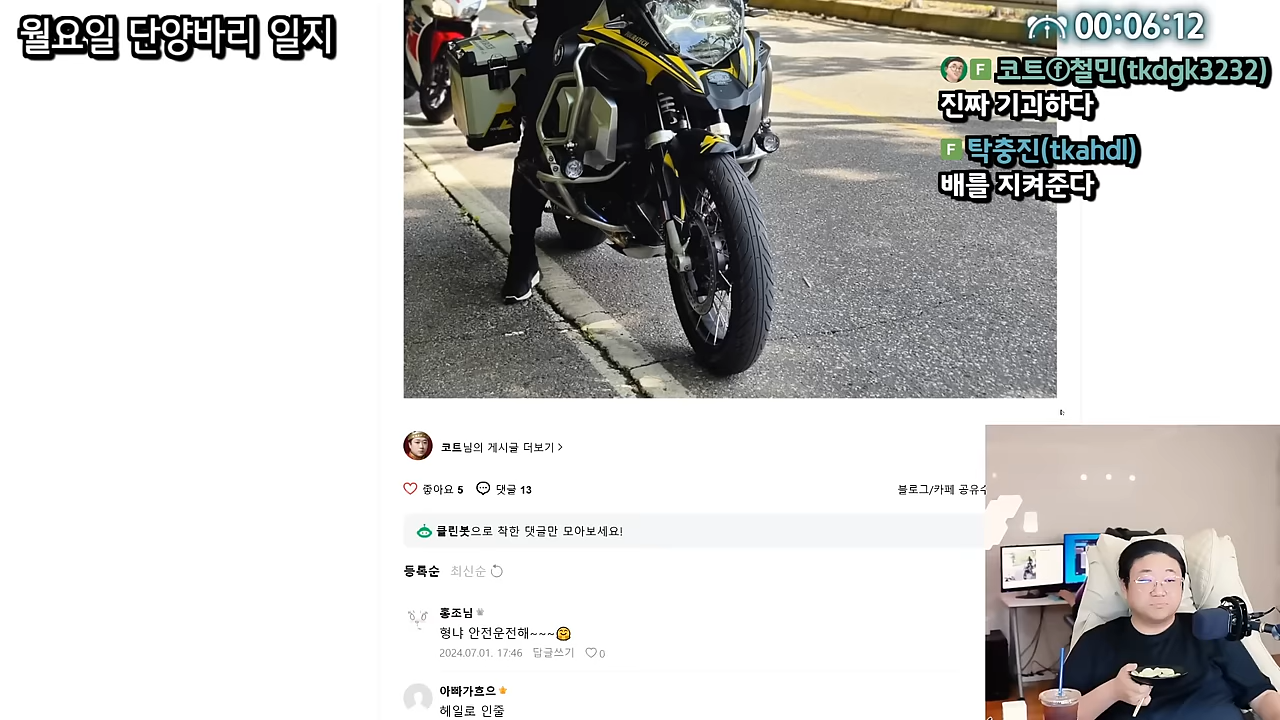 월요일 단양바리 일지
00:06:12
F 코트ⓕ철민(tkdgk3232)
진짜 기괴하다
F 탁충진(tkahdl)
배를 지켜준다
코트님의 게시글 더보기 >
좋아요 5 댓글 13
블로그/카페 공유수
클린봇으로 착한 댓글만 모아보세요!
등록순 최신순
홍조님
형냐 안전운전해~~~🤗
2024.07.01. 17:46 답글쓰기 0
아빠가흐으
헤일로 인줄